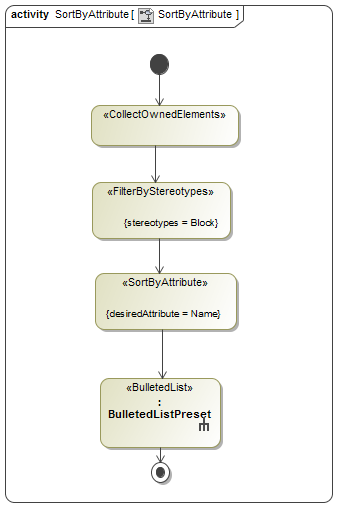 activity SortByAttribute [ SortByAttribute ]
«CollectOwnedElements»
«FilterByStereotypes»
{stereotypes = Block}
«SortByAttribute»
{desiredAttribute = Name}
«BulletedList»
:
BulletedListPreset